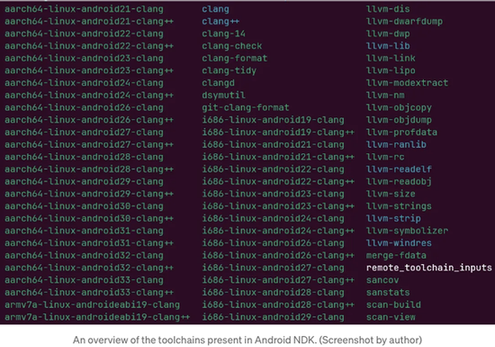 aarch64-linux-android21-clang clang llvm-dis
aarch64-linux-android21-clang++ clang++ llvm-dwarfdump
aarch64-linux-android22-clang clang-14 llvm-dwp
aarch64-linux-android22-clang++ clang-check llvm-lib
aarch64-linux-android23-clang clang-format llvm-link
aarch64-linux-android23-clang++ clang-tidy llvm-lipo
aarch64-linux-android24-clang clangd llvm-modextract
aarch64-linux-android24-clang++ dsymutil llvm-nm
aarch64-linux-android26-clang git-clang-format llvm-objcopy
aarch64-linux-android26-clang++ i686-linux-android19-clang llvm-objdump
aarch64-linux-android27-clang i686-linux-android19-clang++ llvm-profdata
aarch64-linux-android27-clang++ i686-linux-android21-clang llvm-ranlib
aarch64-linux-android28-clang i686-linux-android21-clang++ llvm-rc
aarch64-linux-android28-clang++ i686-linux-android22-clang llvm-readelf
aarch64-linux-android29-clang i686-linux-android22-clang++ llvm-readobj
aarch64-linux-android29-clang++ i686-linux-android23-clang llvm-size
aarch64-linux-android30-clang i686-linux-android23-clang++ llvm-strings
aarch64-linux-android30-clang++ i686-linux-android24-clang llvm-strip
aarch64-linux-android31-clang i686-linux-android24-clang++ llvm-symbolizer
aarch64-linux-android31-clang++ i686-linux-android26-clang llvm-windres
aarch64-linux-android32-clang i686-linux-android26-clang++ merge-fdata
aarch64-linux-android32-clang++ i686-linux-android27-clang remote_toolchain_inputs
aarch64-linux-android33-clang i686-linux-android27-clang++ sancov
aarch64-linux-android33-clang++ i686-linux-android28-clang sanstats
armv7a-linux-androideabi19-clang i686-linux-android28-clang++ scan-build
armv7a-linux-androideabi19-clang++ i686-linux-android29-clang scan-view
An overview of the toolchains present in Android NDK. (Screenshot by author)